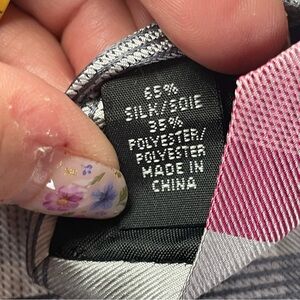 65%
SILK/SOIE
35%
POLYESTER/
POLYESTER
MADE IN
CHINA